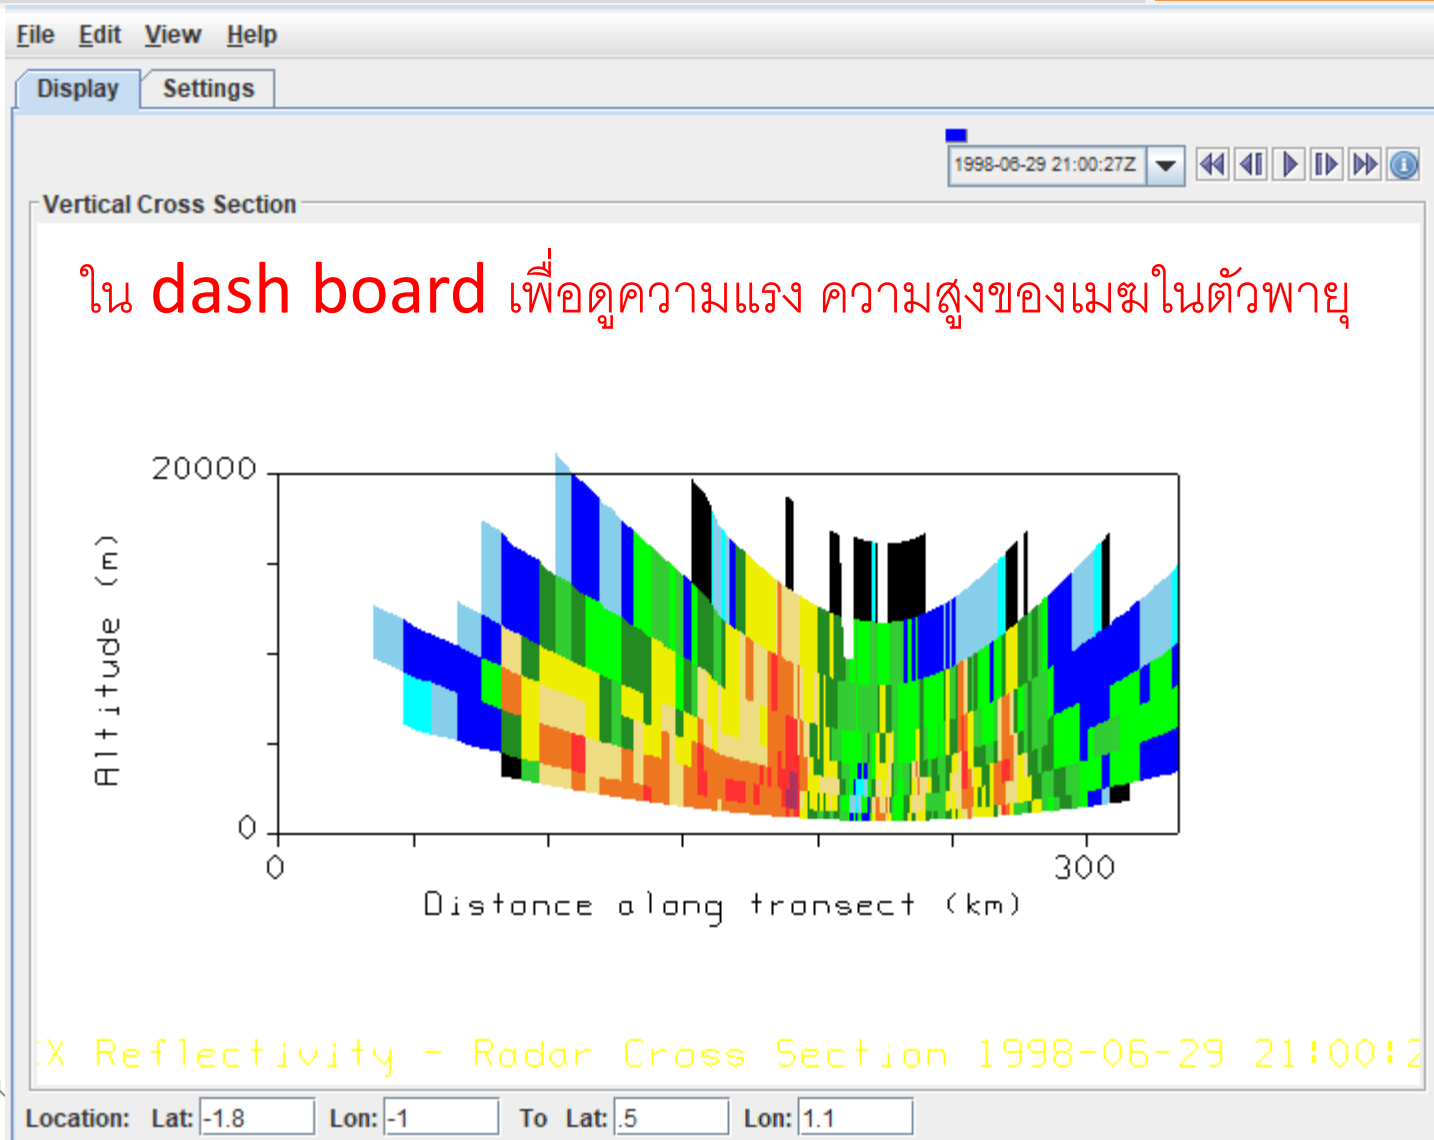 File Edit View Help
Display Settings
1998-06-29 21:00:27Z
Vertical Cross Section
ใน dash board เพื่อดูความแรง ความสูงของเมฆในตัวพายุ
20000
Altitude (m)
0
0 300
Distance along transect (km)
X Reflectivity - Radar Cross Section 1998-06-29 21:00:2
Location: Lat: -1.8 Lon: -1 To Lat: .5 Lon: 1.1